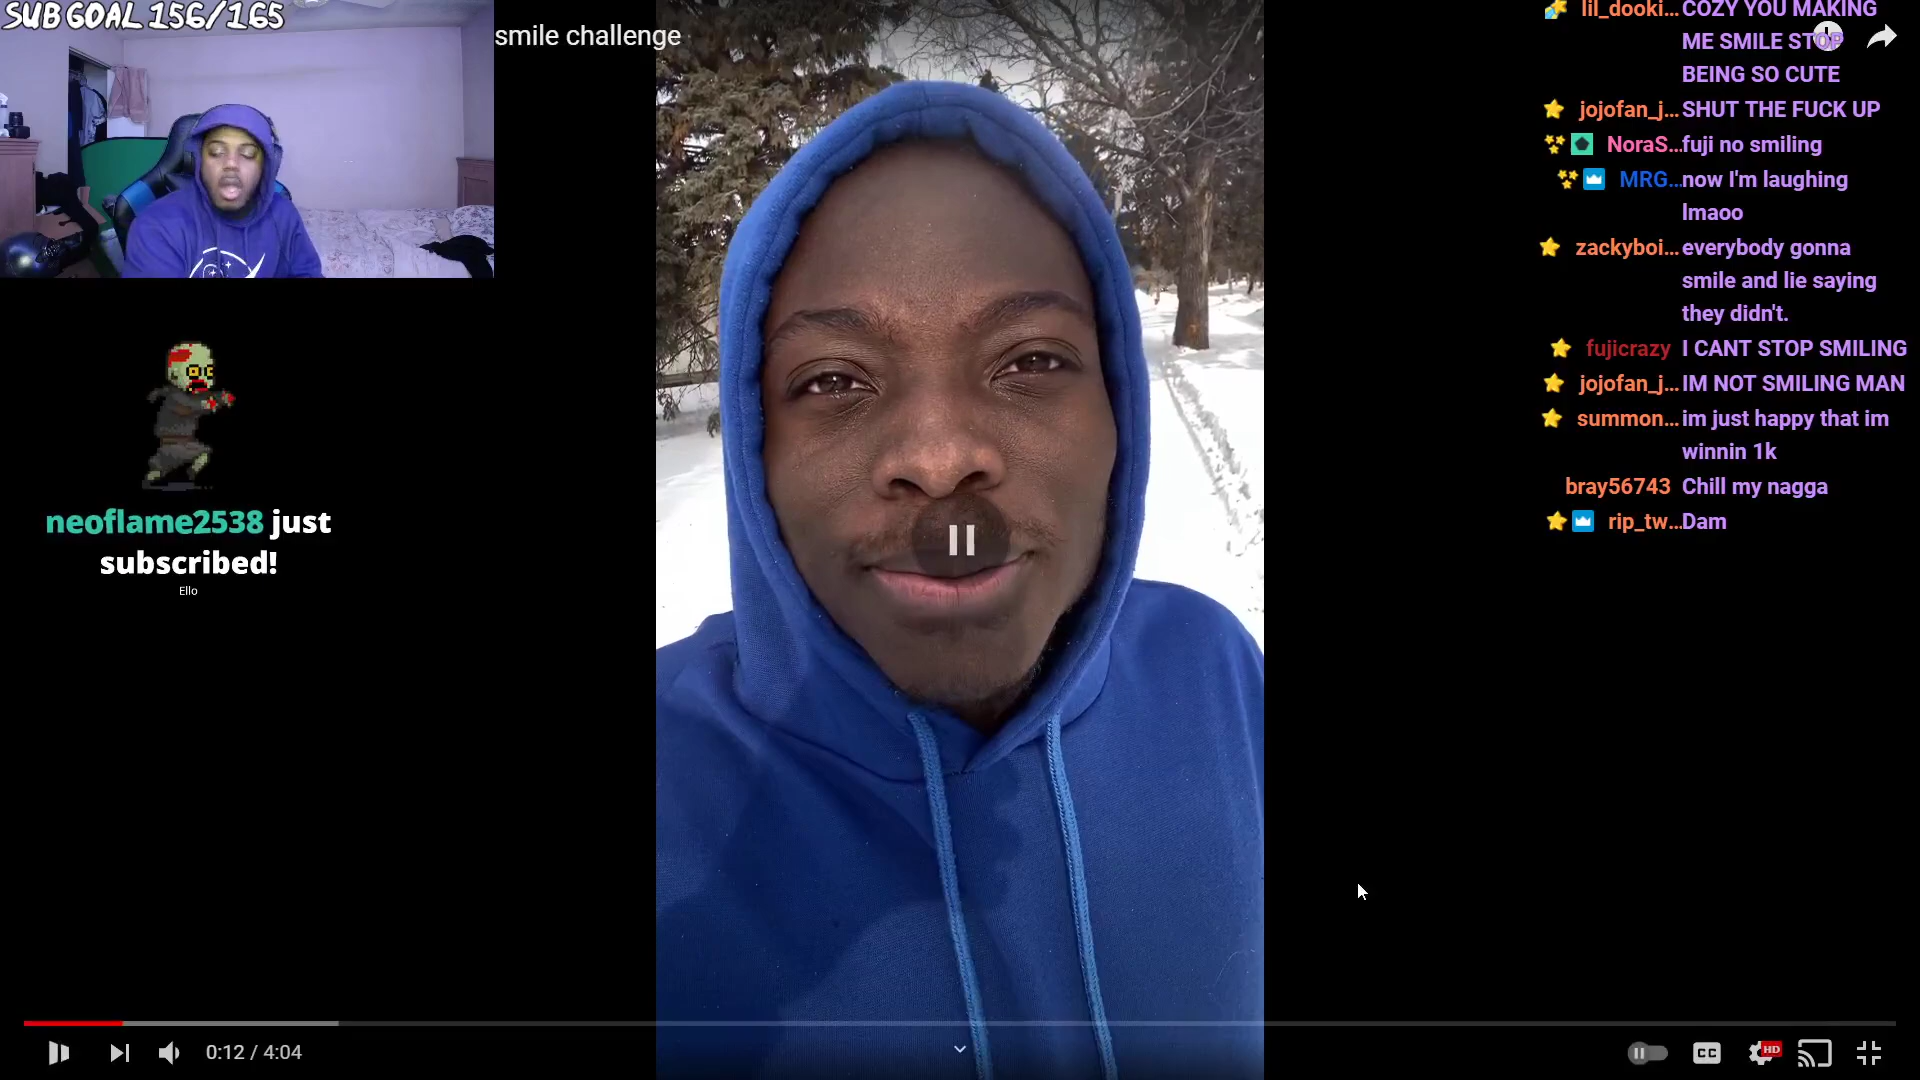 SUB GOAL 156/165
smile challenge
lil_dooki... COZY YOU MAKING
ME SMILE STOP
BEING SO CUTE
jojofan_j... SHUT THE FUCK UP
NoraS... fuji no smiling
MRG... now I'm laughing
lmaoo
zackyboi... everybody gonna
smile and lie saying
they didn't.
fujicrazy I CANT STOP SMILING
jojofan_j... IM NOT SMILING MAN
summon... im just happy that im
winnin 1k
bray56743 Chill my nagga
rip_tw... Dam
neoflame2538 just
subscribed!
Ello
0:12 / 4:04
CC
HD